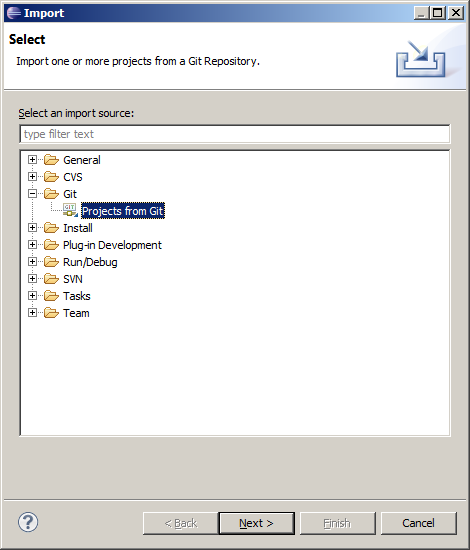 Import
Select
Import one or more projects from a Git Repository.
Select an import source:
type filter text
General
CVS
Git
GIT
Projects from Git
Install
Plug-in Development
Run/Debug
SVN
Tasks
Team
?
< Back
Next >
Finish
Cancel